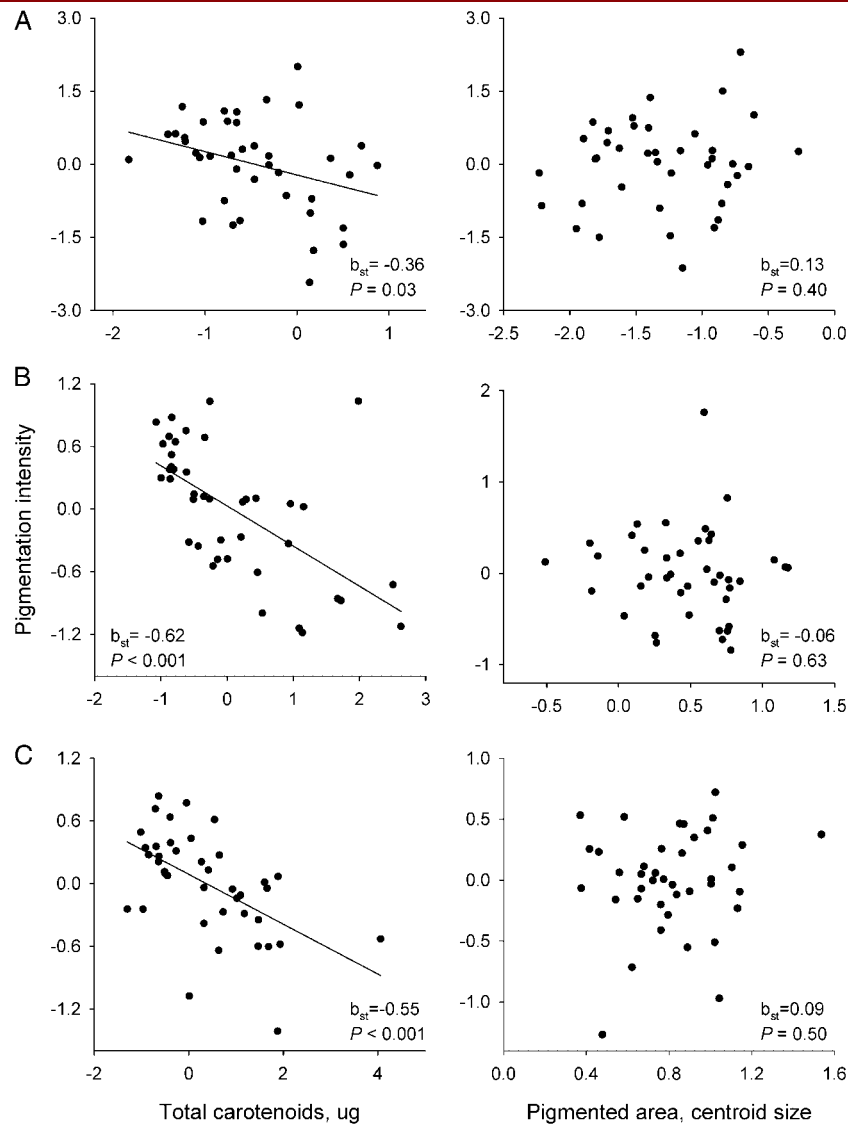 A
3.0
1.5
0.0
-1.5
-3.0
-2 -1 0 1
b_st= -0.36
P = 0.03
3.0
1.5
0.0
-1.5
-3.0
-2.5 -2.0 -1.5 -1.0 -0.5 0.0
b_st=0.13
P = 0.40
B
Pigmentation intensity
1.2
0.6
0.0
-0.6
-1.2
-2 -1 0 1 2 3
b_st= -0.62
P < 0.001
2
1
0
-1
-0.5 0.0 0.5 1.0 1.5
b_st= -0.06
P = 0.63
C
1.2
0.6
0.0
-0.6
-1.2
-2 0 2 4
b_st=-0.55
P < 0.001
Total carotenoids, ug
1.0
0.5
0.0
-0.5
-1.0
0.0 0.4 0.8 1.2 1.6
b_st=0.09
P = 0.50
Pigmented area, centroid size